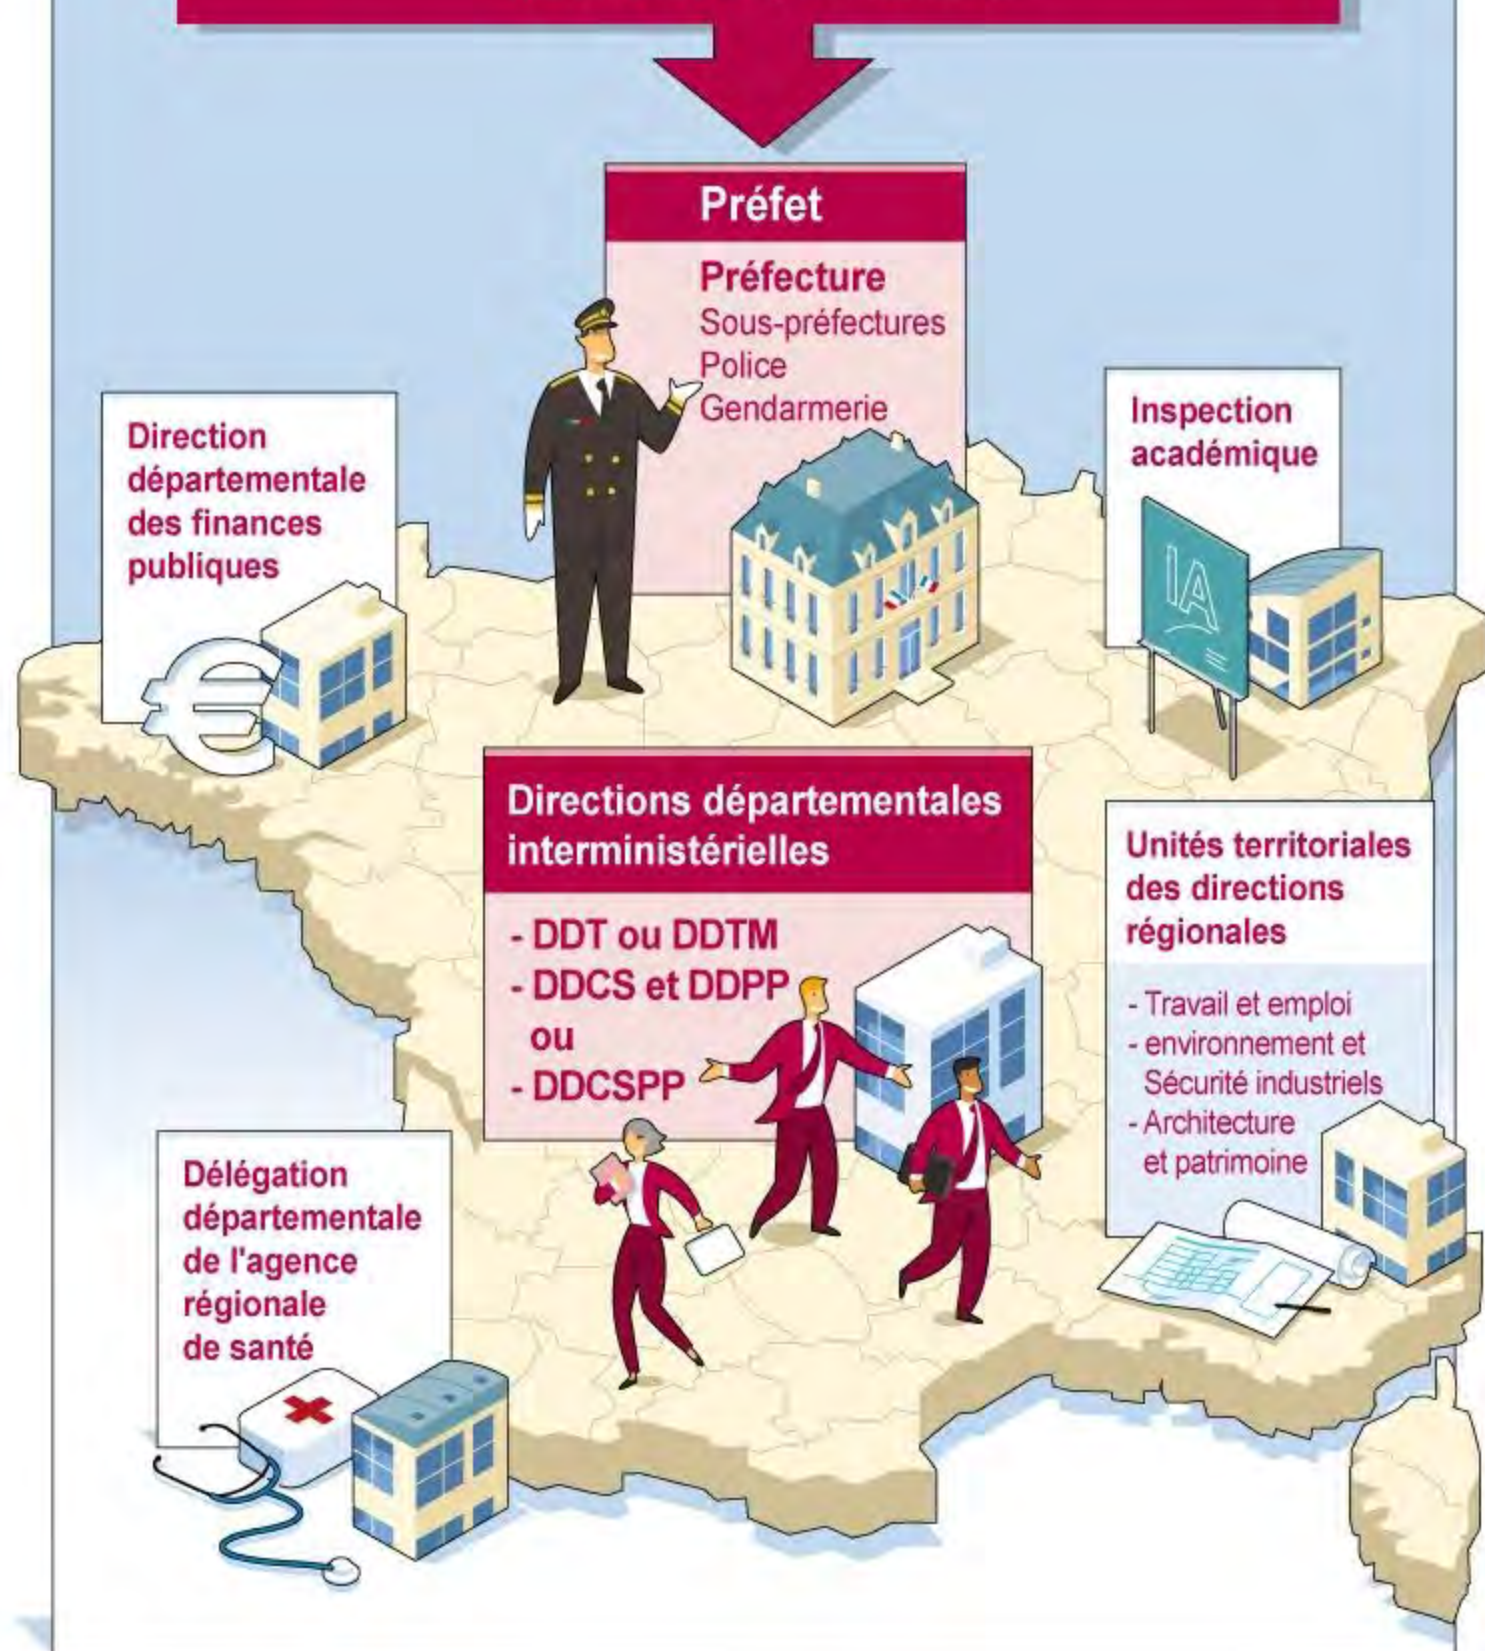 Préfet
Préfecture
Sous-préfectures
Police
Gendarmerie
Direction
départementale
des finances
publiques
Inspection
académique
IA
Directions départementales
interministérielles
- DDT ou DDTM
- DDCS et DDPP
ou
- DDCSPP
Unités territoriales
des directions
régionales
- Travail et emploi
- environnement et
Sécurité industriels
- Architecture
et patrimoine
Délégation
départementale
de l'agence
régionale
de santé